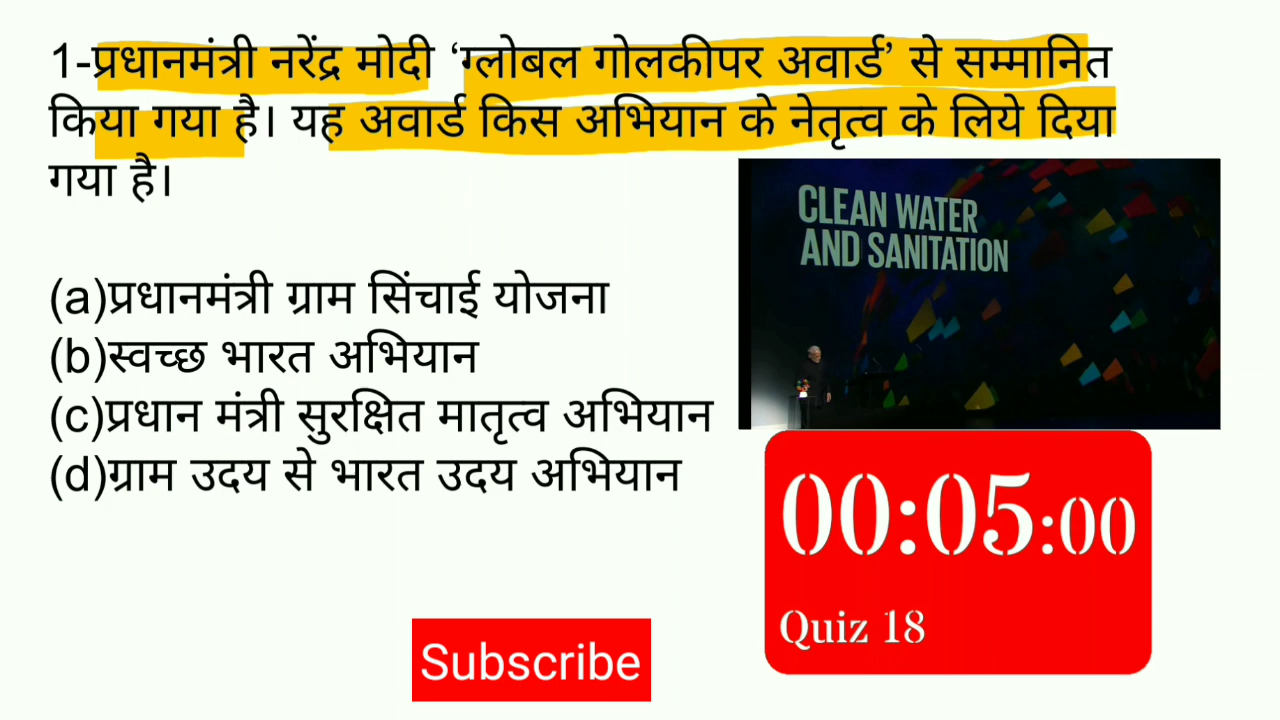 1-प्रधानमंत्री नरेंद्र मोदी ‘ग्लोबल गोलकीपर अवार्ड’ से सम्मानित
किया गया है। यह अवार्ड किस अभियान के नेतृत्व के लिये दिया
गया है।
CLEAN WATER
AND SANITATION
(a)प्रधानमंत्री ग्राम सिंचाई योजना
(b)स्वच्छ भारत अभियान
(c)प्रधान मंत्री सुरक्षित मातृत्व अभियान
(d)ग्राम उदय से भारत उदय अभियान
00:05:00
Quiz 18
Subscribe